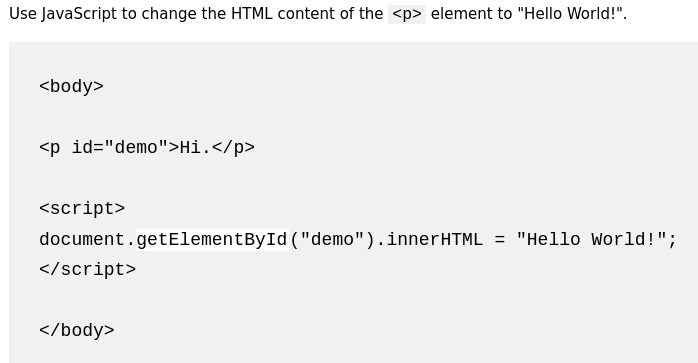 Use JavaScript to change the HTML content of the <p> element to "Hello World!".
<body>
<p id="demo">Hi.</p>
<script>
document.getElementById("demo").innerHTML = "Hello World!";
</script>
</body>